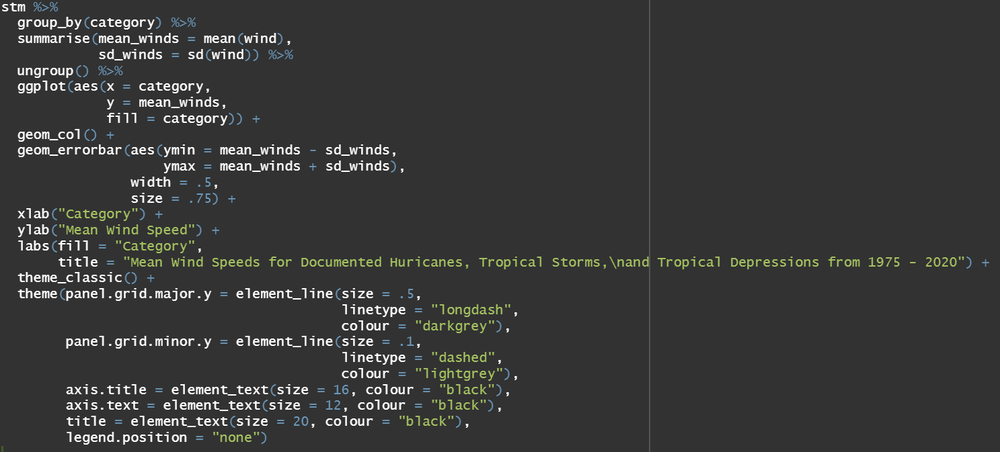 stm %>%
  group_by(category) %>%
  summarise(mean_winds = mean(wind),
            sd_winds = sd(wind)) %>%
  ungroup() %>%
  ggplot(aes(x = category,
             y = mean_winds,
             fill = category)) +
  geom_col() +
  geom_errorbar(aes(ymin = mean_winds - sd_winds,
                    ymax = mean_winds + sd_winds),
                width = .5,
                size = .75) +
  xlab("Category") +
  ylab("Mean Wind Speed") +
  labs(fill = "Category",
       title = "Mean Wind Speeds for Documented Huricanes, Tropical Storms,\nand Tropical Depressions from 1975 - 2020") +
  theme_classic() +
  theme(panel.grid.major.y = element_line(size = .5,
                                          linetype = "longdash",
                                          colour = "darkgrey"),
        panel.grid.minor.y = element_line(size = .1,
                                          linetype = "dashed",
                                          colour = "lightgrey"),
        axis.title = element_text(size = 16, colour = "black"),
        axis.text = element_text(size = 12, colour = "black"),
        title = element_text(size = 20, colour = "black"),
        legend.position = "none")